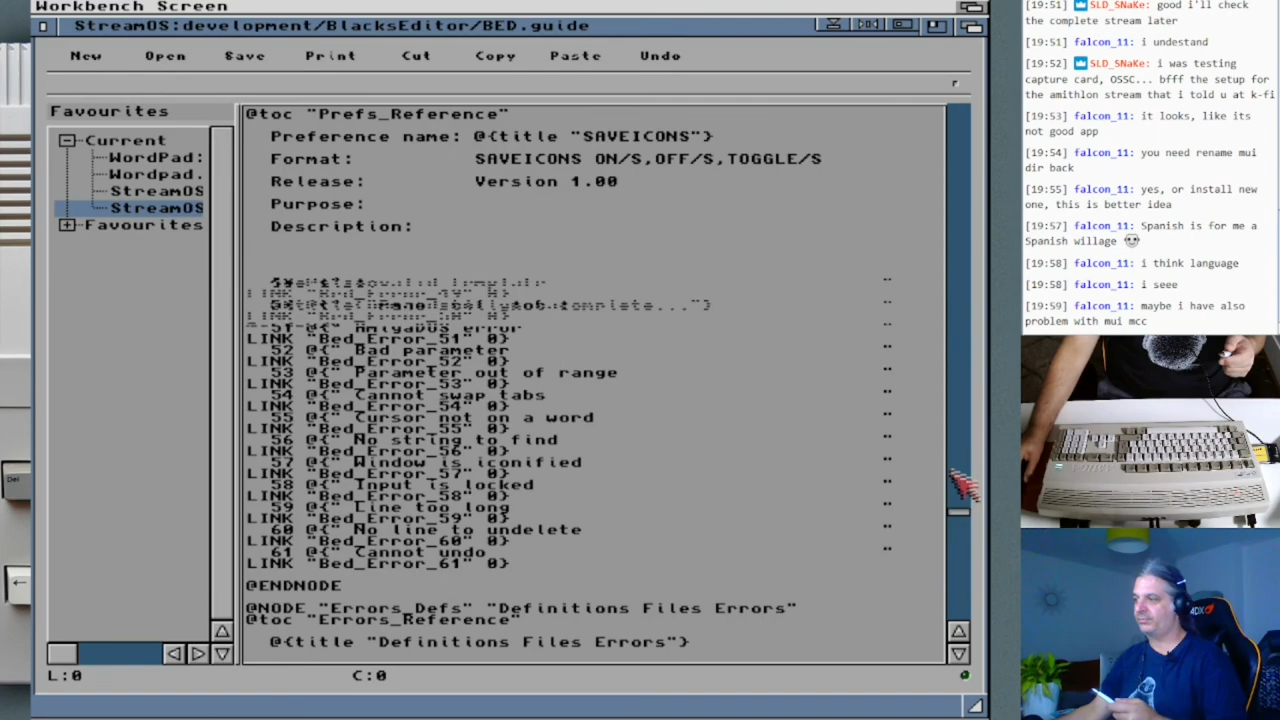 Workbench Screen
StreamOS:development/BlacksEditor/BED.guide
New Open Save Print Cut Copy Paste Undo
Favourites
Current
WordPad:
Wordpad.
StreamOS
StreamOS
Favourites
@toc "Prefs_Reference"
Preference name: @{title "SAVEICONS"}
Format: SAVEICONS ON/S,OFF/S,TOGGLE/S
Release: Version 1.00
Purpose:
Description:
51 @{" AmigaDOS error "
LINK "Bed_Error_51" 0}
52 @{" Bad parameter "
LINK "Bed_Error_52" 0}
53 @{" Parameter out of range "
LINK "Bed_Error_53" 0}
54 @{" Cannot swap tabs "
LINK "Bed_Error_54" 0}
55 @{" Cursor not on a word "
LINK "Bed_Error_55" 0}
56 @{" No string to find "
LINK "Bed_Error_56" 0}
57 @{" Window is iconified "
LINK "Bed_Error_57" 0}
58 @{" Input is locked "
LINK "Bed_Error_58" 0}
59 @{" Line too long "
LINK "Bed_Error_59" 0}
60 @{" No line to undelete "
LINK "Bed_Error_60" 0}
61 @{" Cannot undo "
LINK "Bed_Error_61" 0}
@ENDNODE
@NODE "Errors_Defs" "Definitions Files Errors"
@toc "Errors_Reference"
@{title "Definitions Files Errors"}
L:0 C:0
[19:51] SLD_SNaKe: good i'll check
the complete stream later
[19:51] falcon_11: i undestand
[19:52] SLD_SNaKe: i was testing
capture card, OSSC... bfff the setup for
the amithlon stream that i told u at k-fi
[19:53] falcon_11: it looks, like its
not good app
[19:54] falcon_11: you need rename mui
dir back
[19:55] falcon_11: yes, or install new
one, this is better idea
[19:57] falcon_11: Spanish is for me a
Spanish willage
[19:58] falcon_11: i think language
[19:58] falcon_11: i seee
[19:59] falcon_11: maybe i have also
problem with mui mcc
Del
4DX